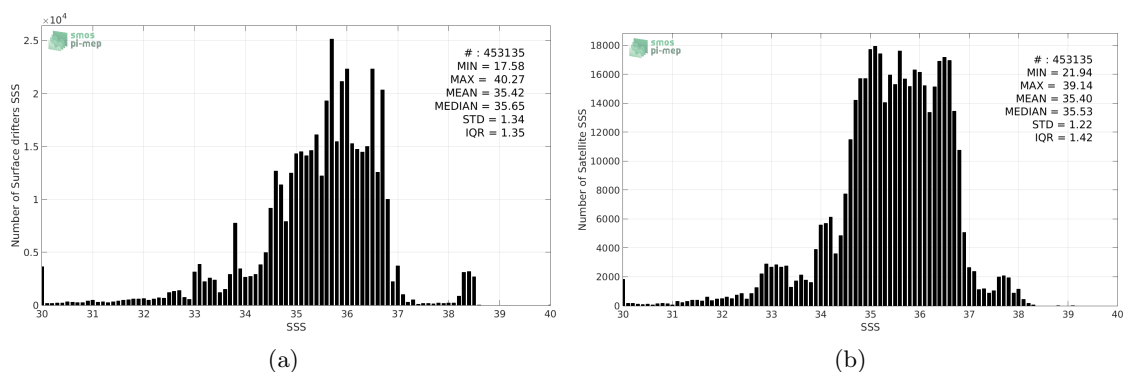 ×10⁴
smos
pi-mep
# : 453135
MIN = 17.58
MAX = 40.27
MEAN = 35.42
MEDIAN = 35.65
STD = 1.34
IQR = 1.35
Number of Surface drifters SSS
2.5
2
1.5
1
0.5
0
30 31 32 33 34 35 36 37 38 39 40
SSS
(a)
smos
pi-mep
# : 453135
MIN = 21.94
MAX = 39.14
MEAN = 35.40
MEDIAN = 35.53
STD = 1.22
IQR = 1.42
Number of Satellite SSS
18000
16000
14000
12000
10000
8000
6000
4000
2000
0
30 31 32 33 34 35 36 37 38 39 40
SSS
(b)